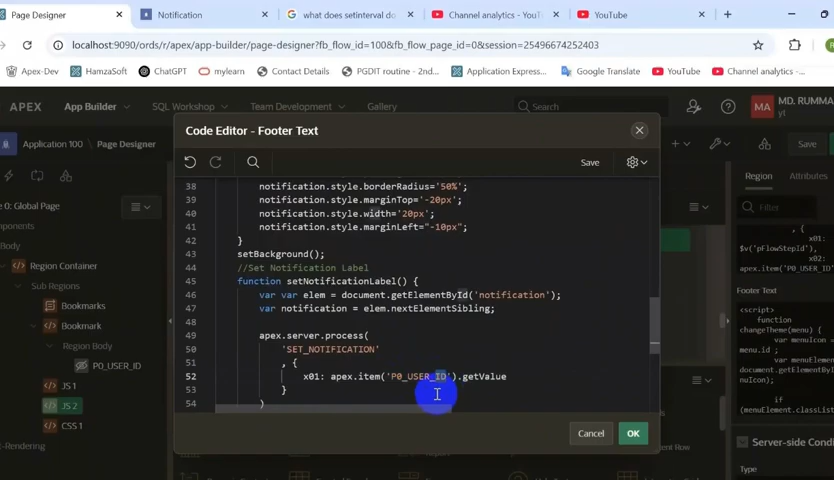 Page Designer
Notification
what does setinterval do
Channel analytics - YouT
YouTube
localhost:9090/ords/r/apex/app-builder/page-designer?fb_flow_id=100&fb_flow_page_id=0&session=25496674252403
Apex-Dev
HamzaSoft
ChatGPT
mylearn
Contact Details
PGDIT routine - 2nd...
Application Express...
Google Translate
YouTube
Channel analytics -...
APEX
App Builder
SQL Workshop
Team Development
Gallery
Search
MA
MD. RUMMA
yt
Application 100
Page Designer
Save
Code Editor - Footer Text
Save
e 0: Global Page
mponents
Body
Region Container
Sub Regions
Bookmarks
Bookmark
Region Body
P0_USER_ID
JS 1
JS 2
CSS 1
t-Rendering
38 notification.style.borderRadius='50%';
39 notification.style.marginTop='-20px';
40 notification.style.width='20px';
41 notification.style.marginLeft="-10px";
42 }
43 setBackground();
44 //Set Notification Label
45 function setNotificationLabel() {
46 var var elem = document.getElementById('notification');
47 var notification = elem.nextElementSibling;
48
49 apex.server.process(
50 'SET_NOTIFICATION'
51 , {
52 x01: apex.item('P0_USER_ID').getValue
53 }
54 )
Cancel
OK
Region
Attributes
Filter
, {
x01:
$v('pFlowStepId')
x02:
apex.item('P0_USER_ID')
Footer Text
<script>
function
changeTheme(menu) {
var menuIcon =
menu.id ;
var menuElemen
document.getElementById
nuIcon);
if
(menuElement.classList
Server-side Condi
Type
ent Row